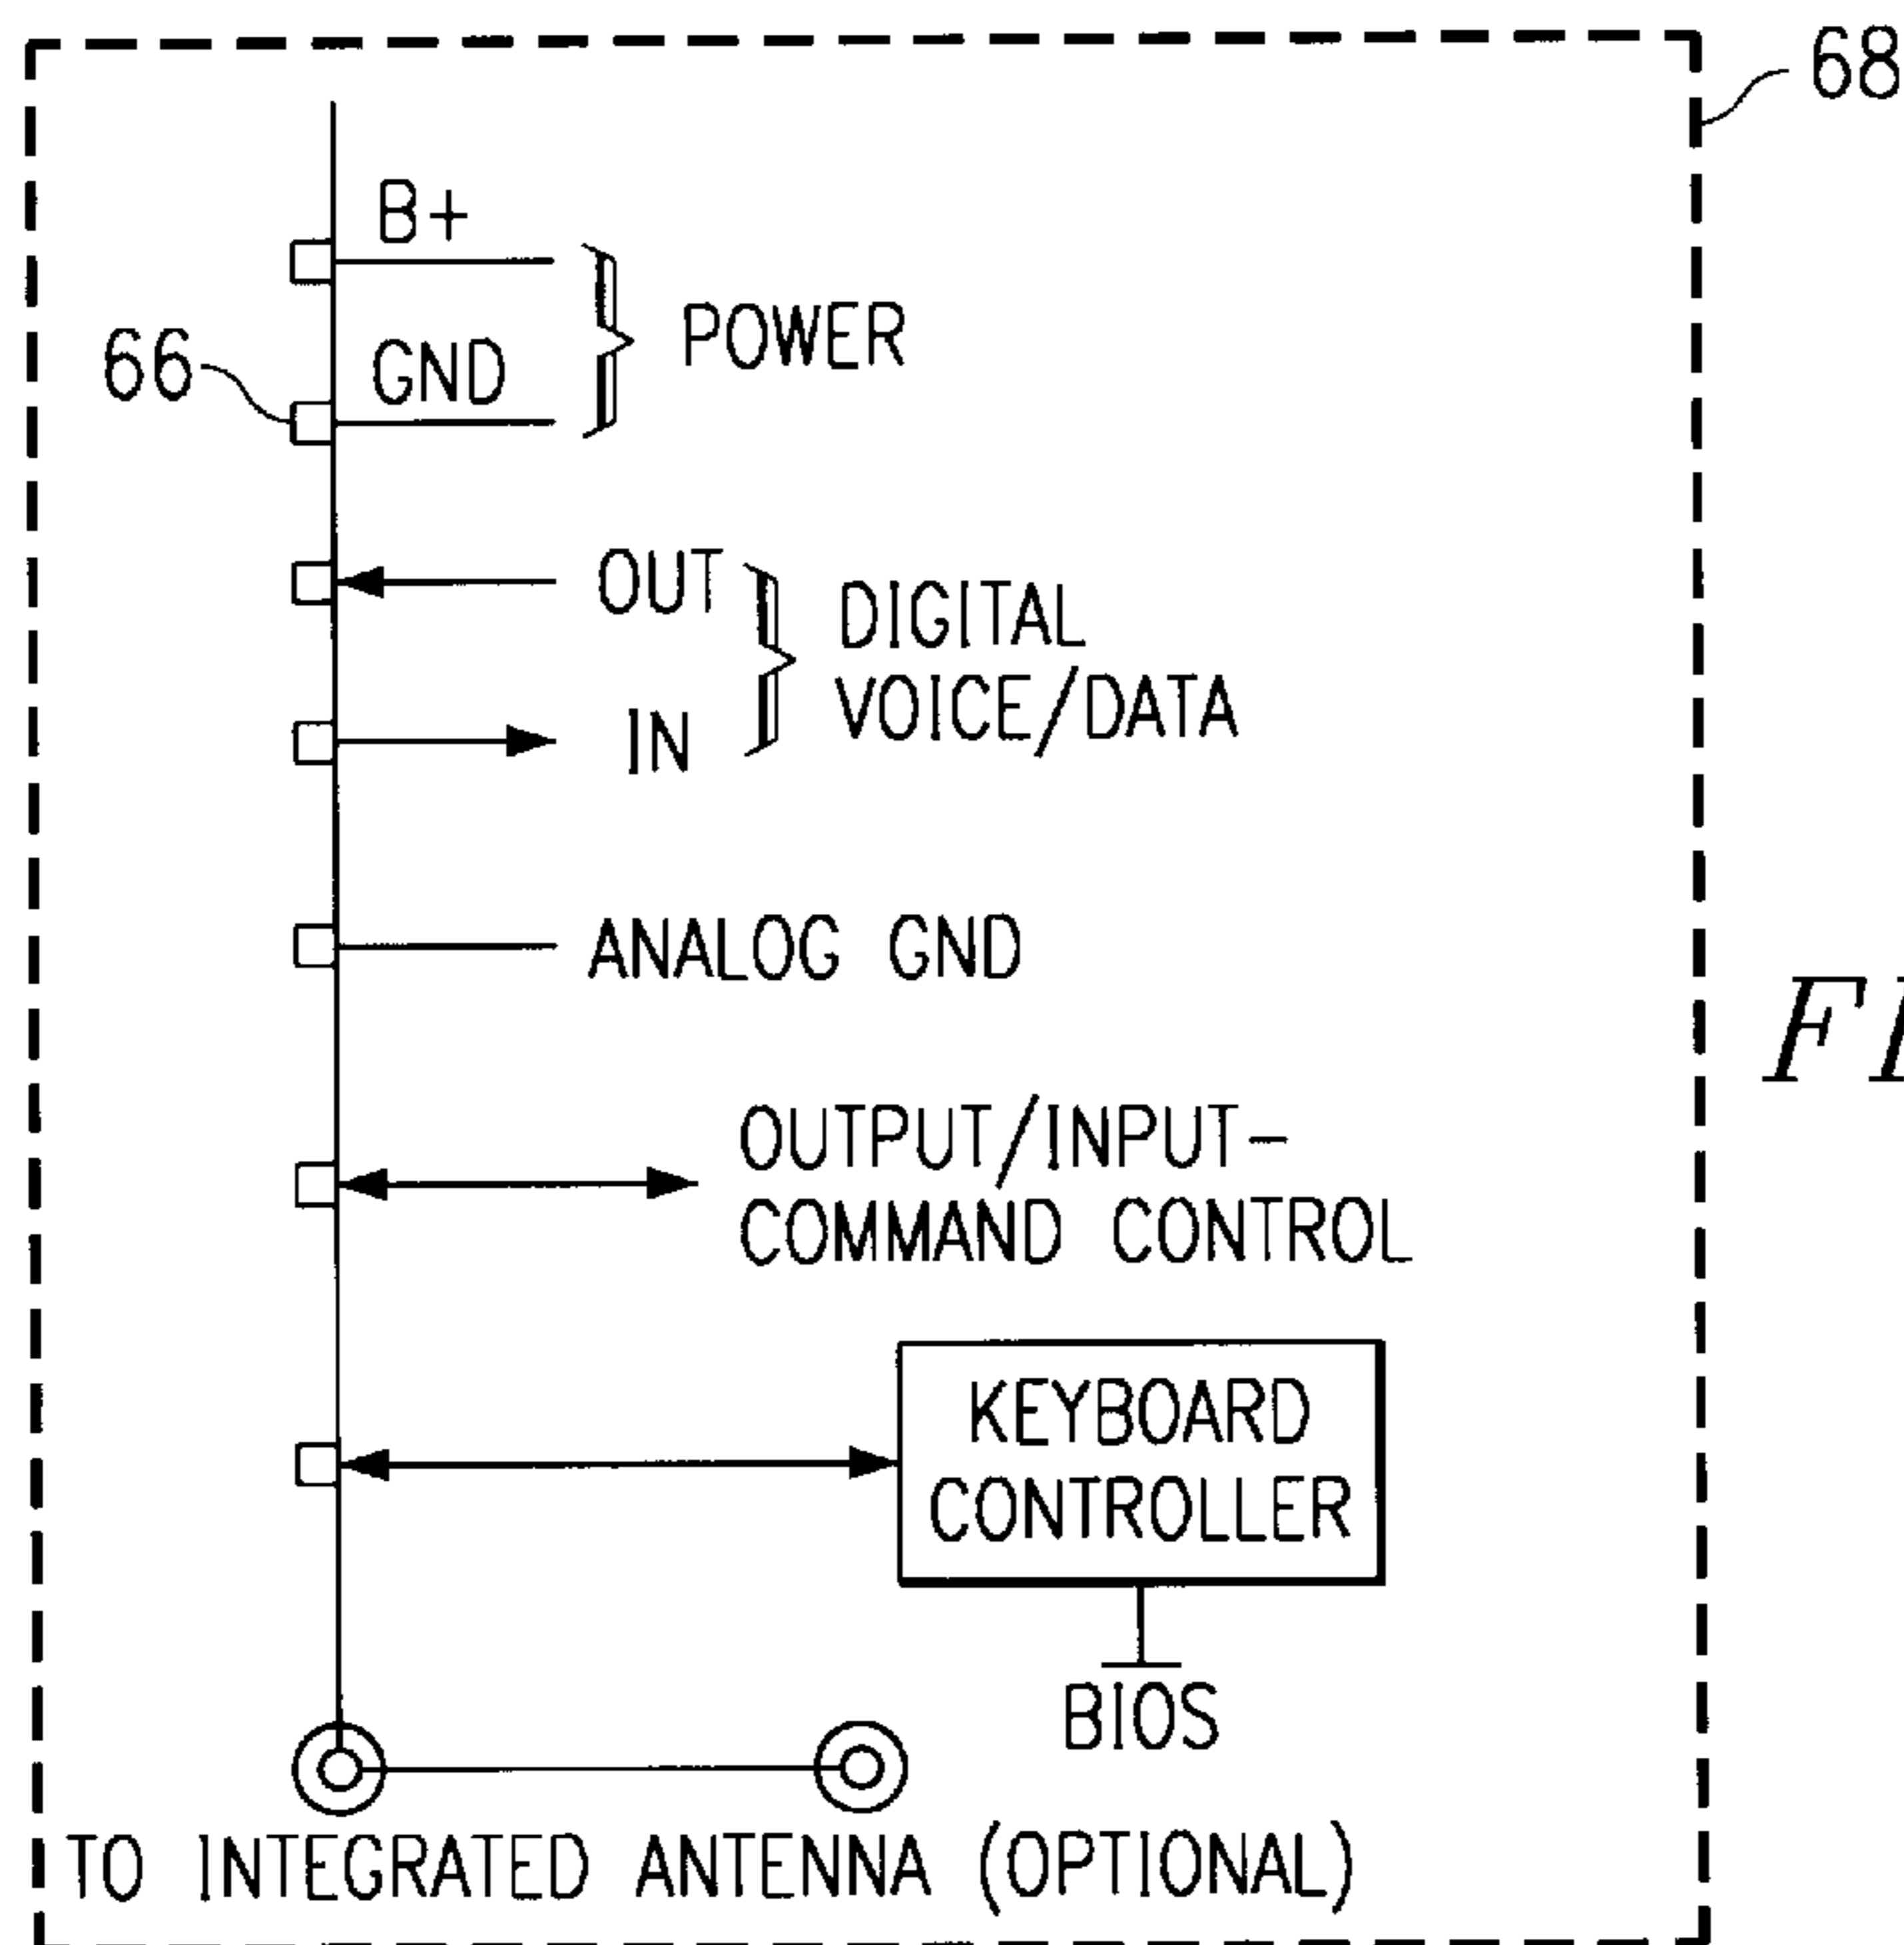 68
B+
POWER
66
GND
OUT
DIGITAL
VOICE/DATA
IN
ANALOG GND
OUTPUT/INPUT-
COMMAND CONTROL
KEYBOARD
CONTROLLER
BIOS
TO INTEGRATED ANTENNA (OPTIONAL)